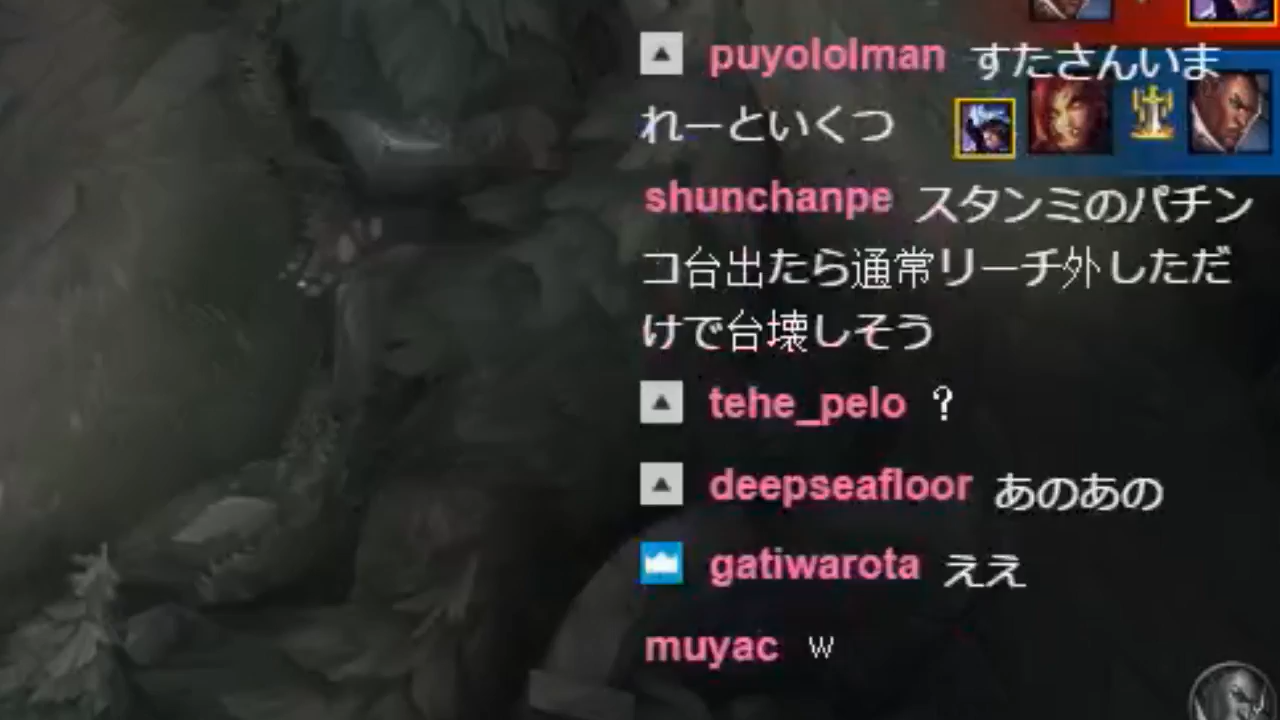 puyololman すたさんいま
れーといくつ
shunchanpe スタンミのパチン
コ台出たら通常リーチ外しただ
けで台壊しそう
tehe_pelo ？
deepseafloor あのあの
gatiwarota ええ
muyac w